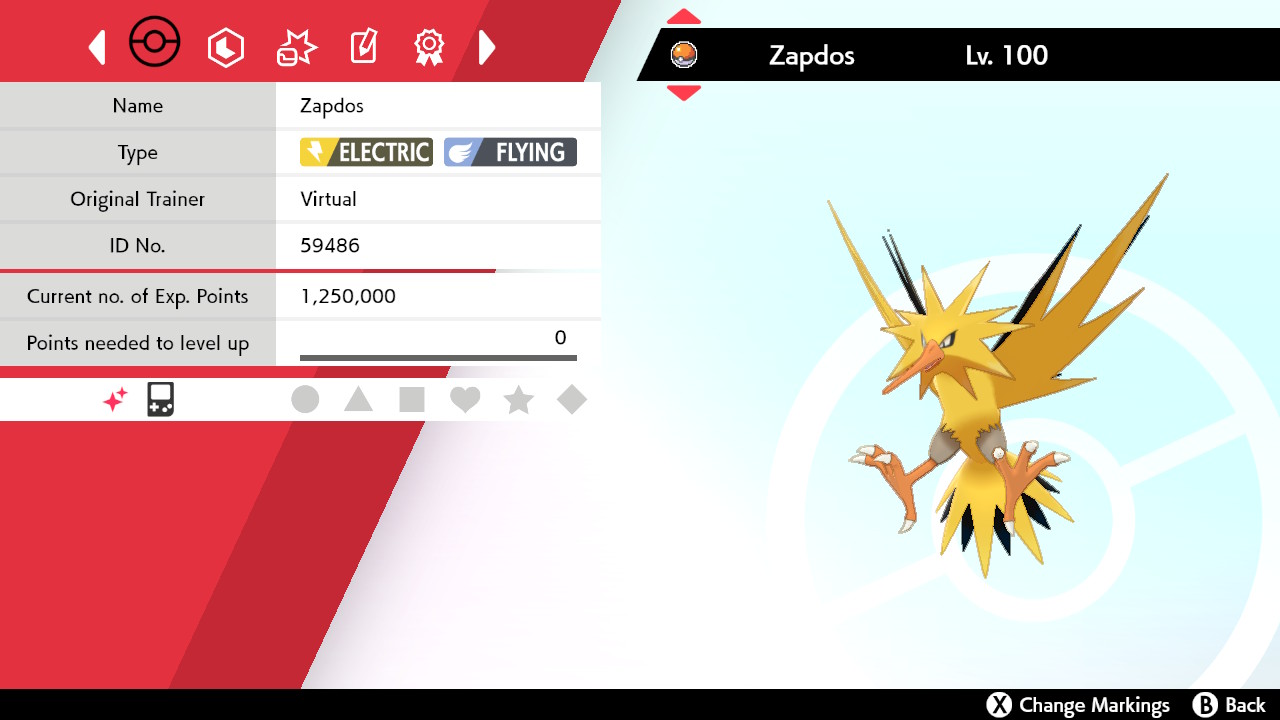 Zapdos Lv. 100
Name Zapdos
Type ELECTRIC FLYING
Original Trainer Virtual
ID No. 59486
Current no. of Exp. Points 1,250,000
Points needed to level up 0
X Change Markings B Back